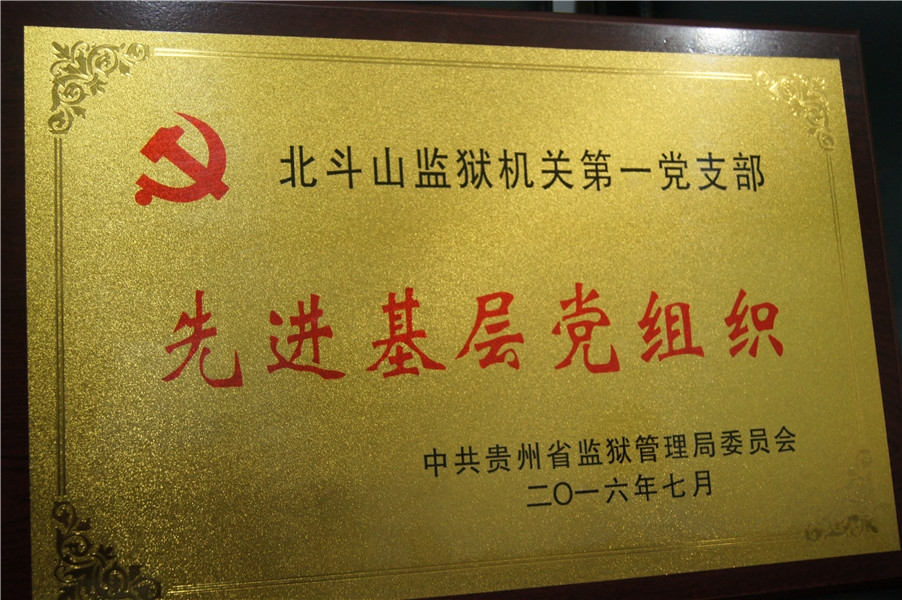 北斗山监狱机关第一党支部
先进基层党组织
中共贵州省监狱管理局委员会
二〇一六年七月